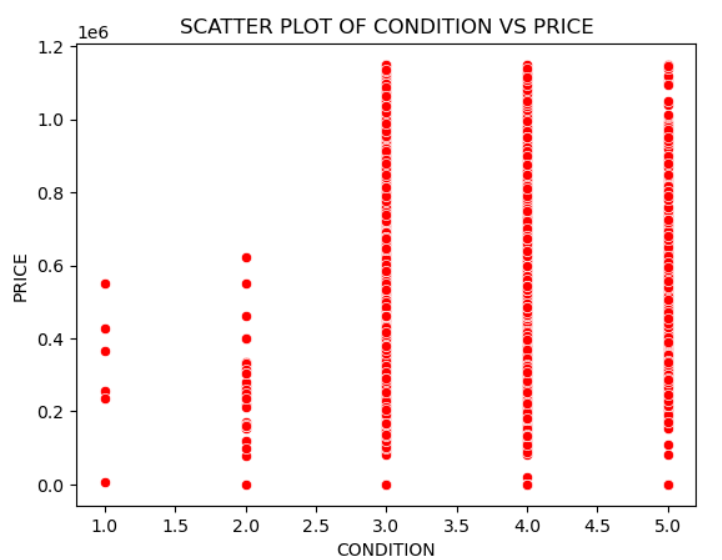 SCATTER PLOT OF CONDITION VS PRICE
1e6
1.2
1.0
0.8
0.6
0.4
0.2
0.0
PRICE
1.0 1.5 2.0 2.5 3.0 3.5 4.0 4.5 5.0
CONDITION